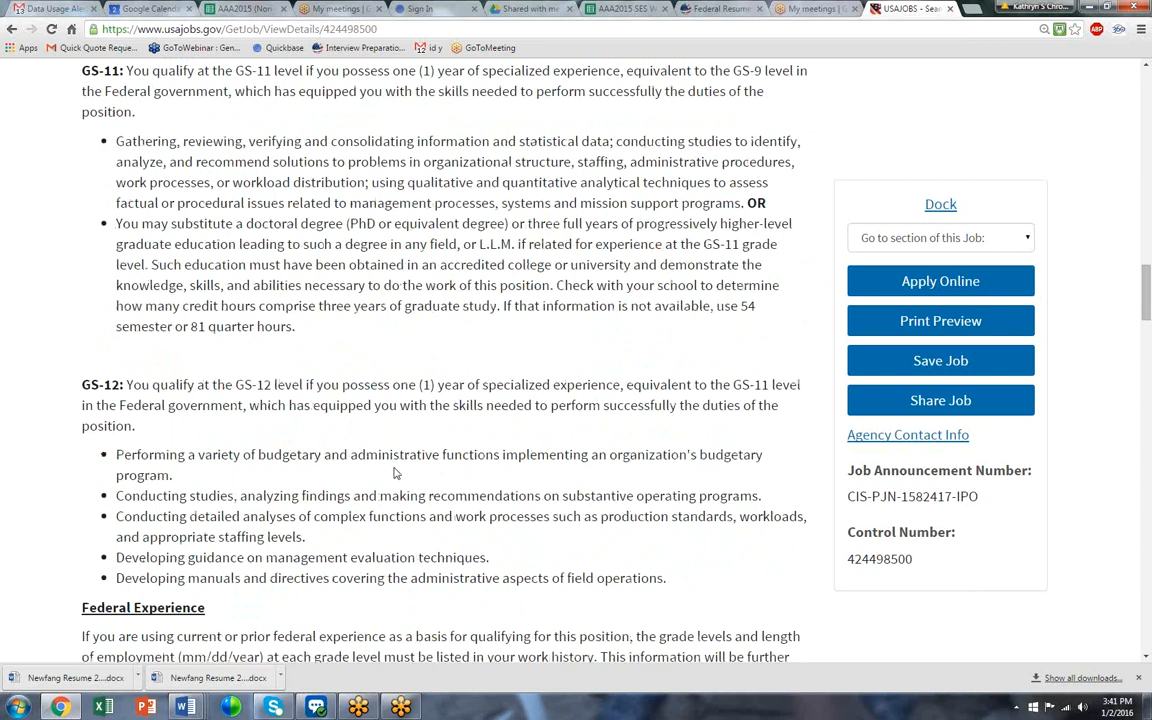 Data Usage Ale
Google Calenda
AAA2015 (Nori
My meetings | G
Sign In
Shared with me
AAA2015 SES W
Federal Resume
My meetings | G
USAJOBS - Sear
Kathryn S Chro...
https://www.usajobs.gov/GetJob/ViewDetails/424498500
Apps
Quick Quote Reque...
GoToWebinar : Gen...
Quickbase
Interview Preparatio...
id y
GoToMeeting
GS-11: You qualify at the GS-11 level if you possess one (1) year of specialized experience, equivalent to the GS-9 level in
the Federal government, which has equipped you with the skills needed to perform successfully the duties of the
position.
• Gathering, reviewing, verifying and consolidating information and statistical data; conducting studies to identify,
analyze, and recommend solutions to problems in organizational structure, staffing, administrative procedures,
work processes, or workload distribution; using qualitative and quantitative analytical techniques to assess
factual or procedural issues related to management processes, systems and mission support programs. OR
• You may substitute a doctoral degree (PhD or equivalent degree) or three full years of progressively higher-level
graduate education leading to such a degree in any field, or L.L.M. if related for experience at the GS-11 grade
level. Such education must have been obtained in an accredited college or university and demonstrate the
knowledge, skills, and abilities necessary to do the work of this position. Check with your school to determine
how many credit hours comprise three years of graduate study. If that information is not available, use 54
semester or 81 quarter hours.
GS-12: You qualify at the GS-12 level if you possess one (1) year of specialized experience, equivalent to the GS-11 level
in the Federal government, which has equipped you with the skills needed to perform successfully the duties of the
position.
• Performing a variety of budgetary and administrative functions implementing an organization's budgetary
program.
• Conducting studies, analyzing findings and making recommendations on substantive operating programs.
• Conducting detailed analyses of complex functions and work processes such as production standards, workloads,
and appropriate staffing levels.
• Developing guidance on management evaluation techniques.
• Developing manuals and directives covering the administrative aspects of field operations.
Federal Experience
If you are using current or prior federal experience as a basis for qualifying for this position, the grade levels and length
of employment (mm/dd/year) at each grade level must be listed in your work history. This information will be further
Dock
Go to section of this Job:
Apply Online
Print Preview
Save Job
Share Job
Agency Contact Info
Job Announcement Number:
CIS-PJN-1582417-IPO
Control Number:
424498500
Newfang Resume 2....docx
Newfang Resume 2....docx
Show all downloads...
3:41 PM
1/2/2016